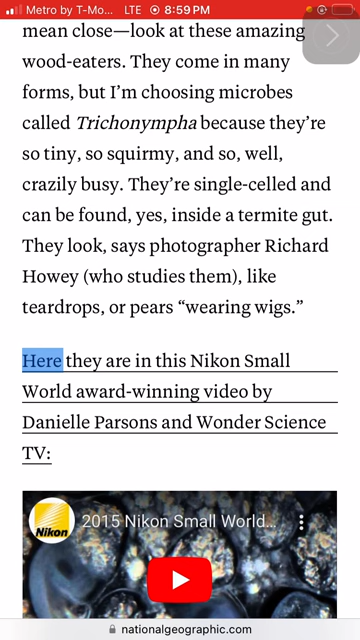 Metro by T-Mo... LTE 8:59PM
mean close—look at these amazing
wood-eaters. They come in many
forms, but I’m choosing microbes
called Trichonympha because they’re
so tiny, so squirmy, and so, well,
crazily busy. They’re single-celled and
can be found, yes, inside a termite gut.
They look, says photographer Richard
Howey (who studies them), like
teardrops, or pears “wearing wigs.”
Here they are in this Nikon Small
World award-winning video by
Danielle Parsons and Wonder Science
TV:
Nikon 2015 Nikon Small World...
nationalgeographic.com